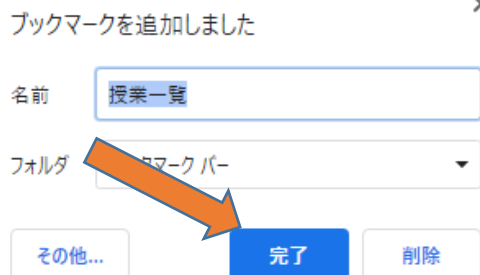 ブックマークを追加しました
名前 授業一覧
フォルダ クマーク バー
その他... 完了 削除